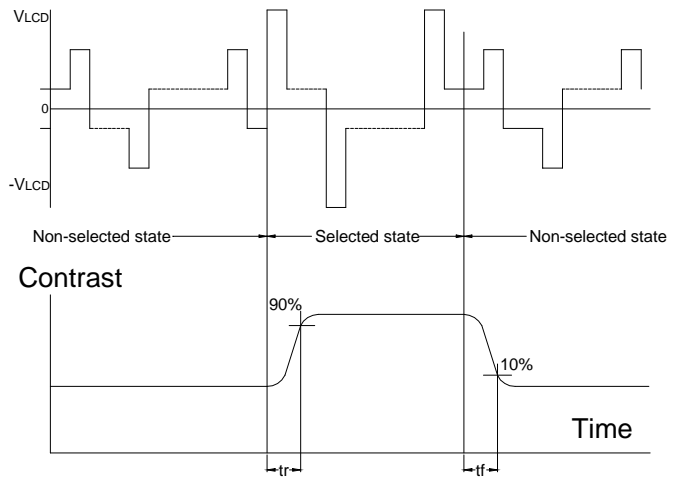 VLCD
0
-VLCD
Non-selected state
Selected state
Non-selected state
Contrast
90%
10%
Time
tr
tf